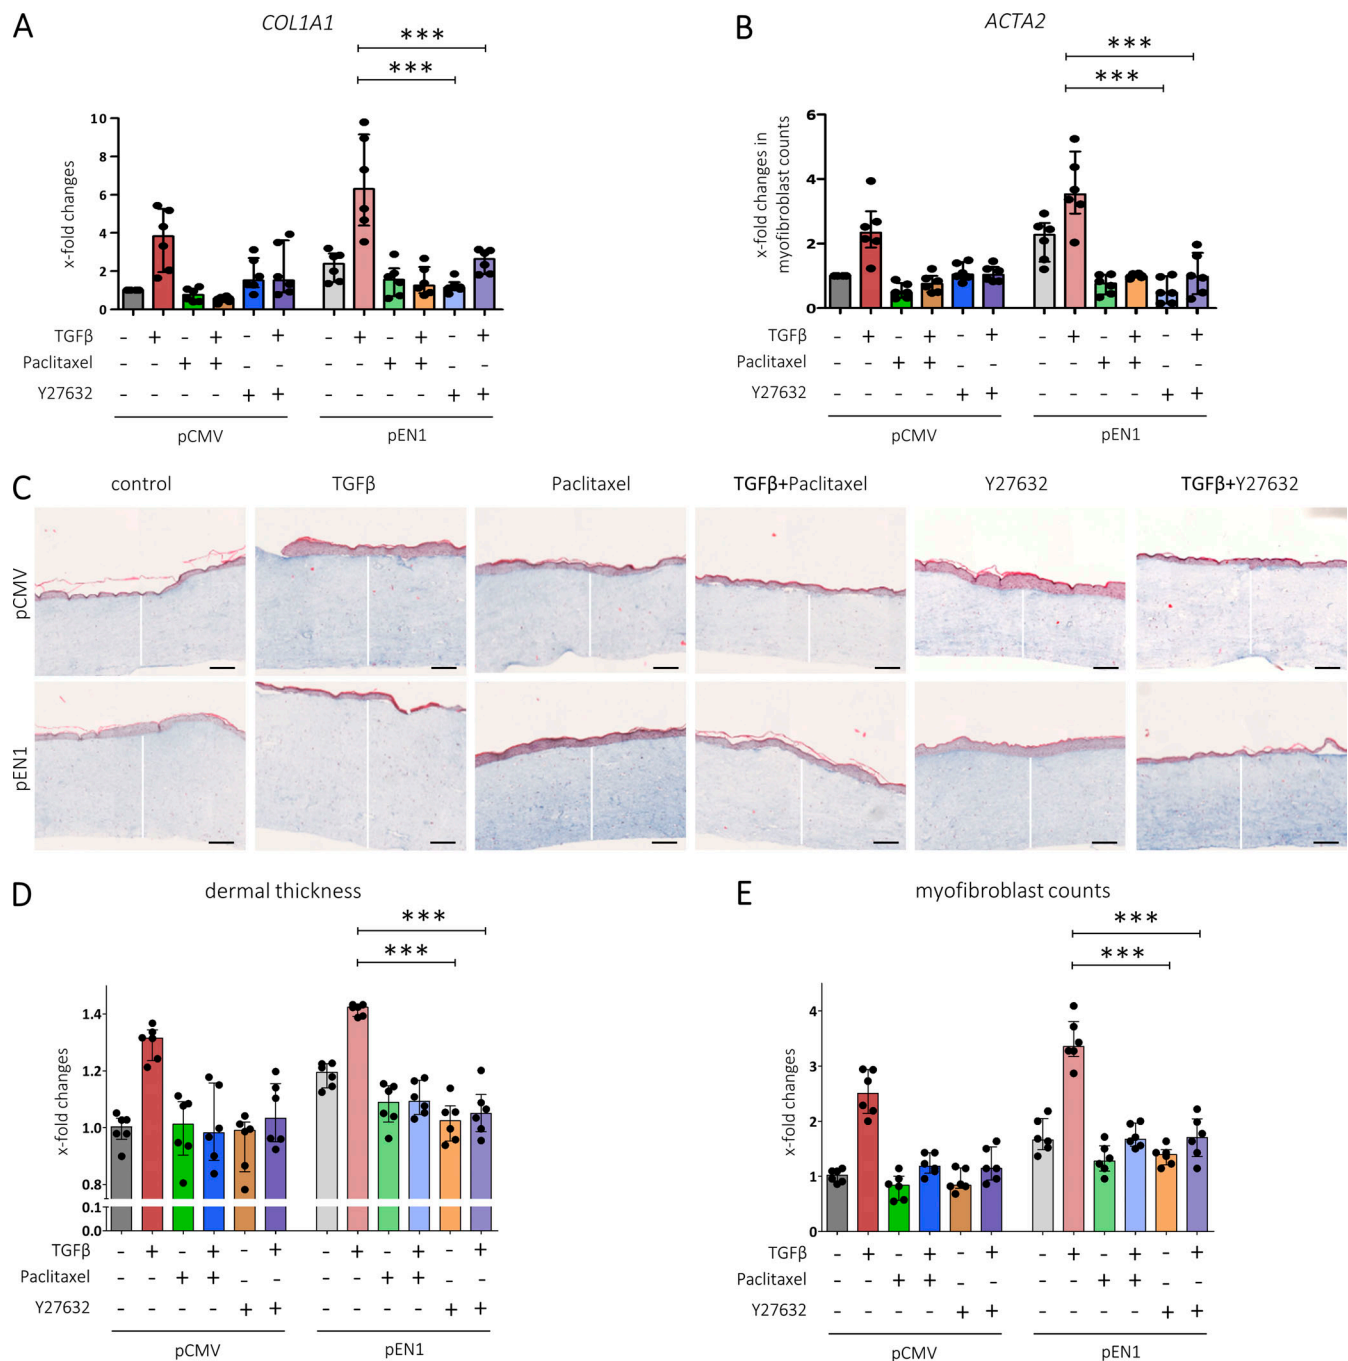 A
COL1A1
***
***
x-fold changes
10
8
6
4
2
0
TGFβ - + - + - + - + - + - +
Paclitaxel - - + + - - - - + + - -
Y27632 - - - - + + - - - - + +
pCMV pEN1
B
ACTA2
***
***
x-fold changes in
myofibroblast counts
6
4
2
0
TGFβ - + - + - + - + - + - +
Paclitaxel - - + + - - - - + + - -
Y27632 - - - - + + - - - - + +
pCMV pEN1
C
control TGFβ Paclitaxel TGFβ+Paclitaxel Y27632 TGFβ+Y27632
pCMV
pEN1
D
dermal thickness
***
***
x-fold changes
1.4
1.2
1.0
0.8
0.1
0.0
TGFβ - + - + - + - + - + - +
Paclitaxel - - + + - - - - + + - -
Y27632 - - - - + + - - - - + +
pCMV pEN1
E
myofibroblast counts
***
***
x-fold changes
4
3
2
1
0
TGFβ - + - + - + - + - + - +
Paclitaxel - - + + - - - - + + - -
Y27632 - - - - + + - - - - + +
pCMV pEN1